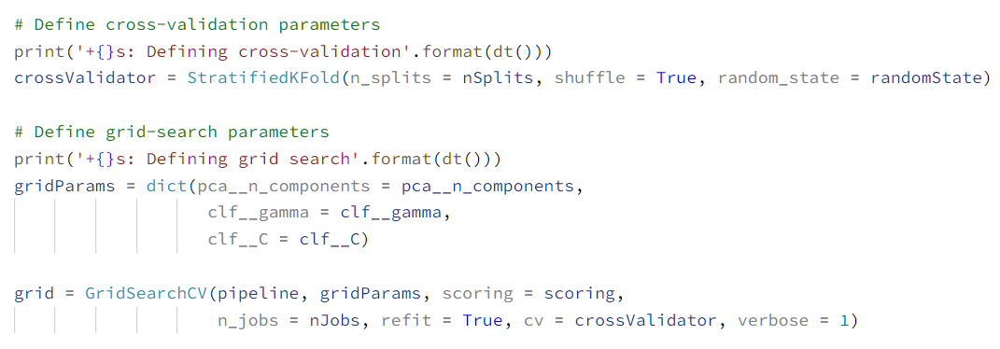 # Define cross-validation parameters
print('+{}s: Defining cross-validation'.format(dt()))
crossValidator = StratifiedKFold(n_splits = nSplits, shuffle = True, random_state = randomState)
# Define grid-search parameters
print('+{}s: Defining grid search'.format(dt()))
gridParams = dict(pca__n_components = pca__n_components,
clf__gamma = clf__gamma,
clf__C = clf__C)
grid = GridSearchCV(pipeline, gridParams, scoring = scoring,
n_jobs = nJobs, refit = True, cv = crossValidator, verbose = 1)